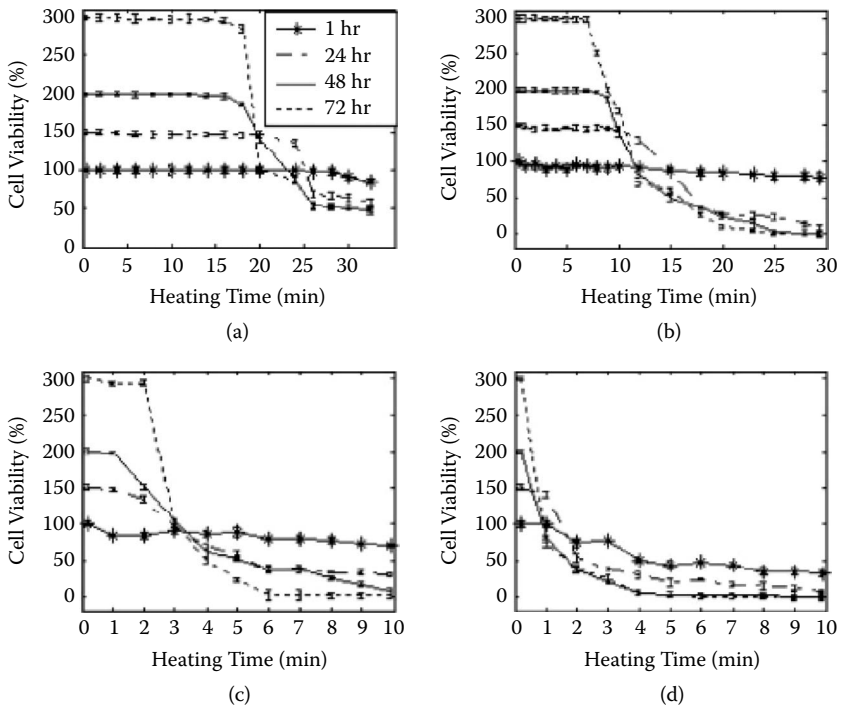 300
250
200
150
100
50
0
Cell Viability (%)
1 hr
24 hr
48 hr
72 hr
0 5 10 15 20 25 30
Heating Time (min)
(a)
300
250
200
150
100
50
0
Cell Viability (%)
0 5 10 15 20 25 30
Heating Time (min)
(b)
300
200
150
100
50
0
Cell Viability (%)
0 1 2 3 4 5 6 7 8 9 10
Heating Time (min)
(c)
300
200
150
100
50
0
Cell Viability (%)
0 1 2 3 4 5 6 7 8 9 10
Heating Time (min)
(d)